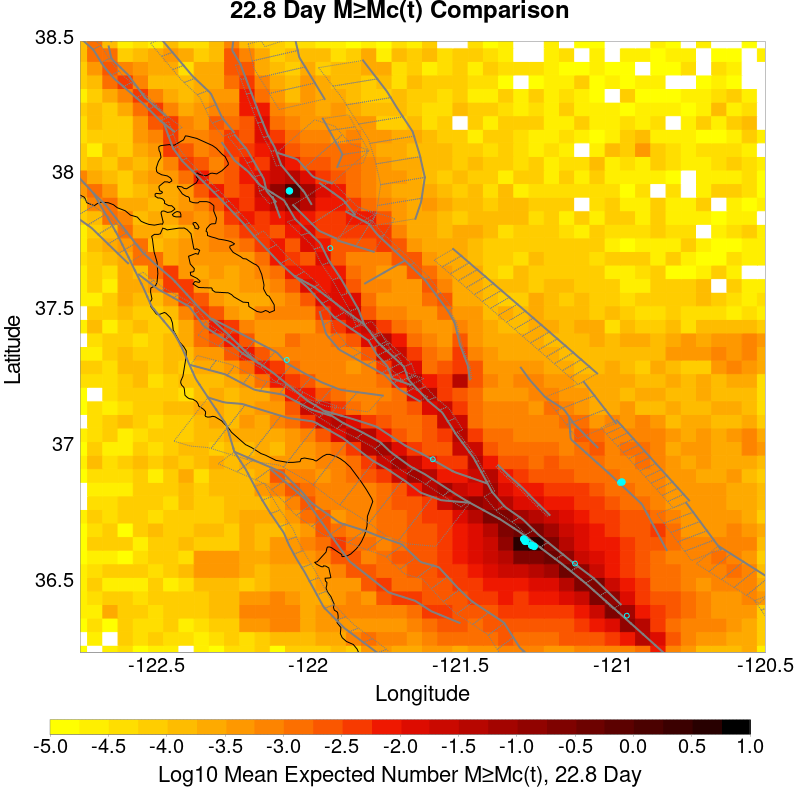 22.8 Day M≥Mc(t) Comparison
38.5
38
37.5
37
36.5
Latitude
-122.5 -122 -121.5 -121 -120.5
Longitude
-5.0 -4.5 -4.0 -3.5 -3.0 -2.5 -2.0 -1.5 -1.0 -0.5 0.0 0.5 1.0
Log10 Mean Expected Number M≥Mc(t), 22.8 Day